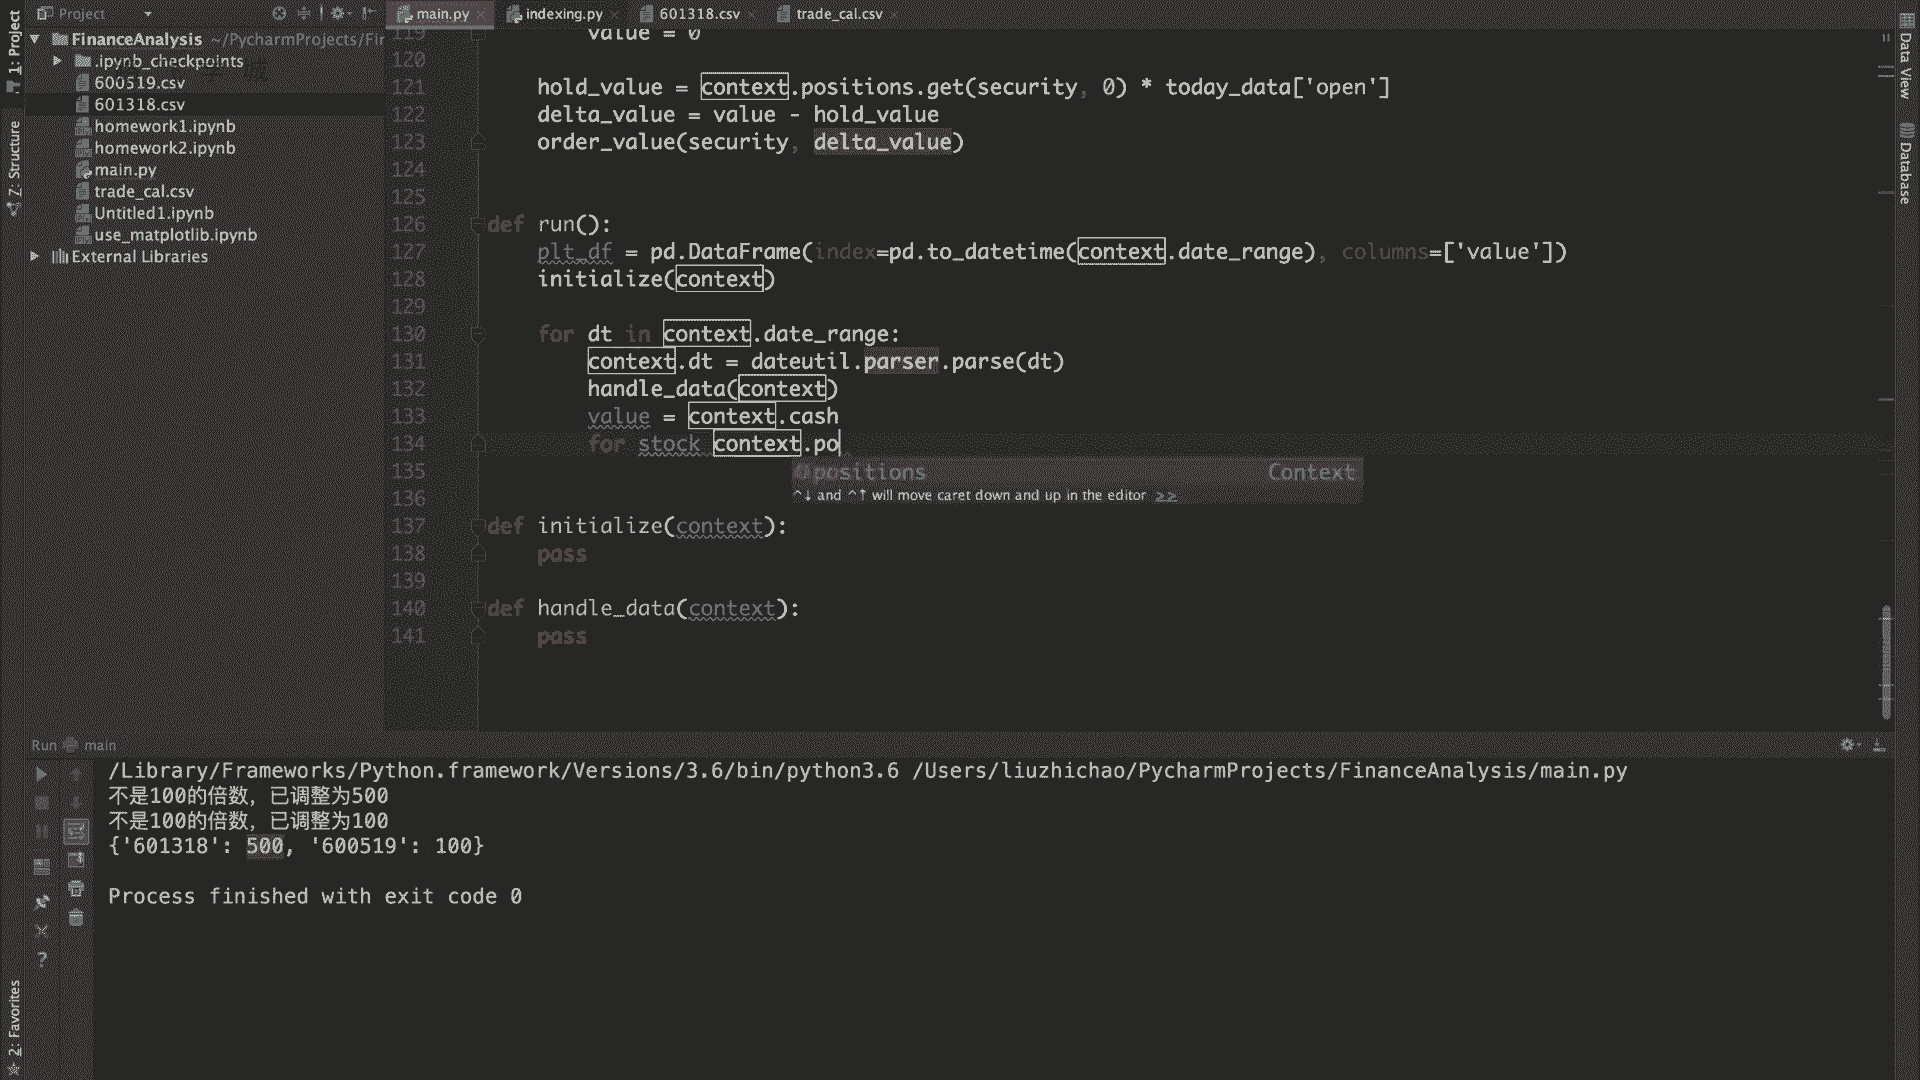 Project
main.py
indexing.py
601318.csv
trade_cal.csv
1: Project
FinanceAnalysis ~/PycharmProjects/Fir
.ipynb_checkpoints
600519.csv
601318.csv
homework1.ipynb
homework2.ipynb
main.py
trade_cal.csv
Untitled1.ipynb
use_matplotlib.ipynb
External Libraries
Z: Structure
2: Favorites
Data View
Database
119 value = 0
120
121 hold_value = context.positions.get(security, 0) * today_data['open']
122 delta_value = value - hold_value
123 order_value(security, delta_value)
124
125
126 def run():
127 plt_df = pd.DataFrame(index=pd.to_datetime(context.date_range), columns=['value'])
128 initialize(context)
129
130 for dt in context.date_range:
131 context.dt = dateutil.parser.parse(dt)
132 handle_data(context)
133 value = context.cash
134 for stock context.po
135 positions Context
136 ^↓ and ^↑ will move caret down and up in the editor >>
137 def initialize(context):
138 pass
139
140 def handle_data(context):
141 pass
Run main
/Library/Frameworks/Python.framework/Versions/3.6/bin/python3.6 /Users/liuzhichao/PycharmProjects/FinanceAnalysis/main.py
不是100的倍数，已调整为500
不是100的倍数，已调整为100
{'601318': 500, '600519': 100}
Process finished with exit code 0